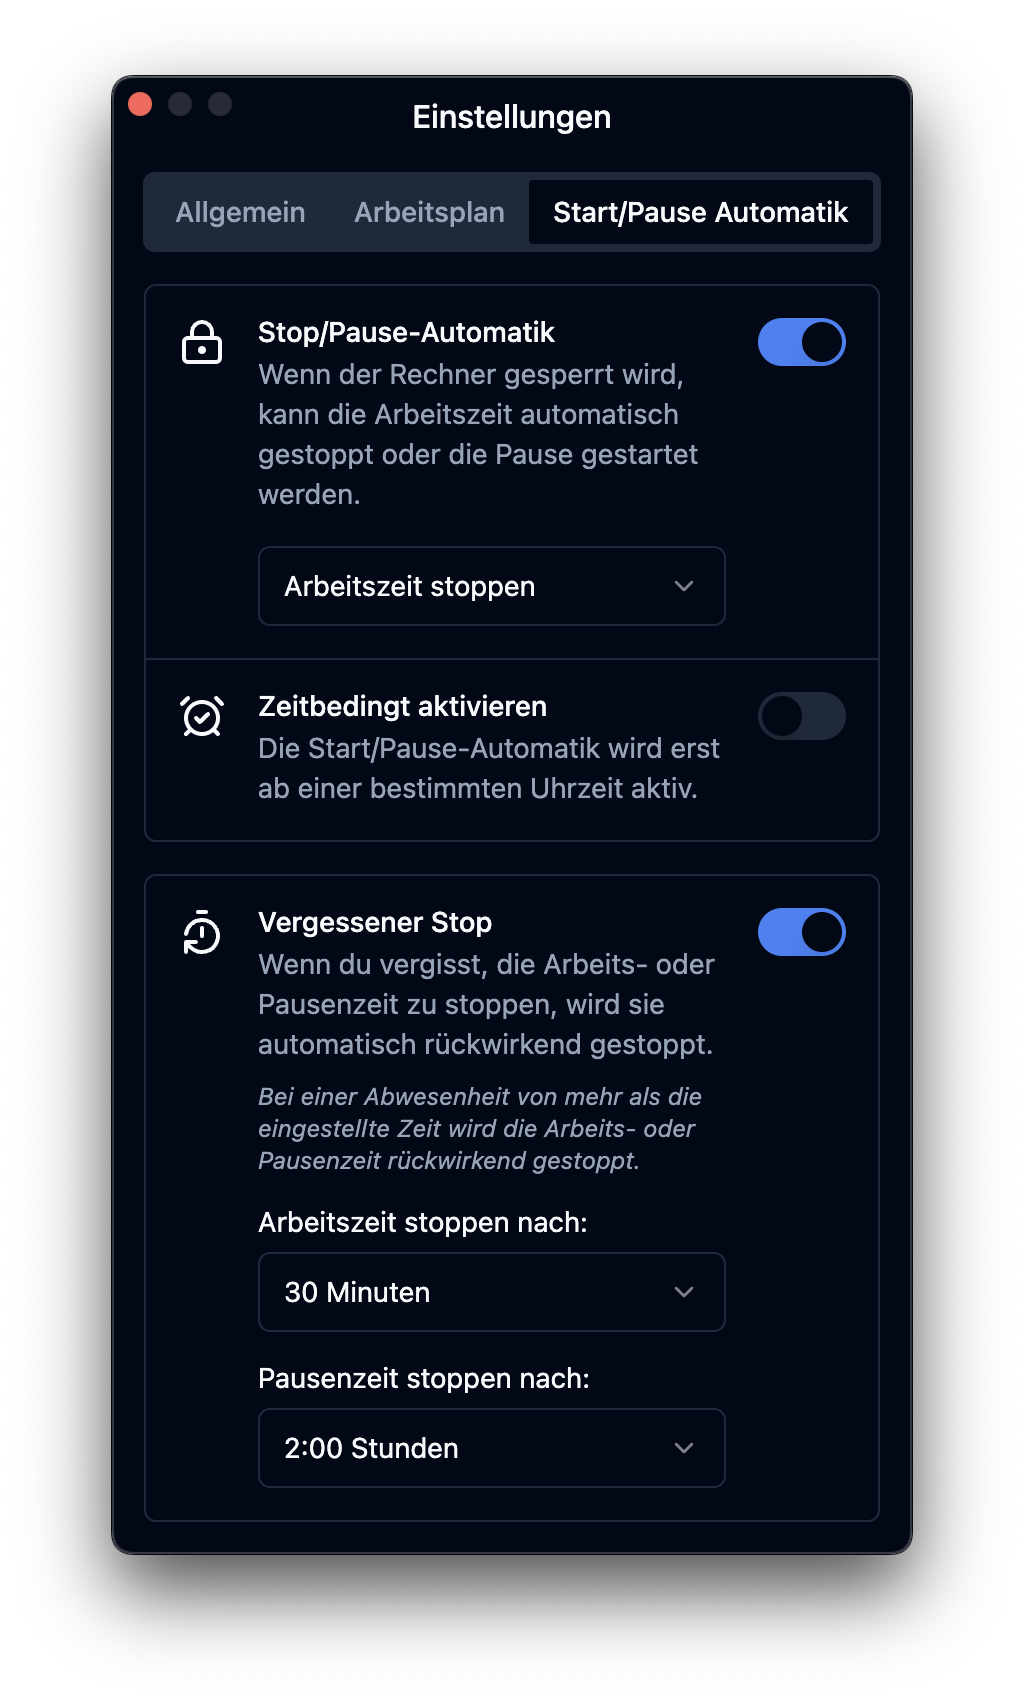 Einstellungen
Allgemein Arbeitsplan Start/Pause Automatik
Stop/Pause-Automatik
Wenn der Rechner gesperrt wird,
kann die Arbeitszeit automatisch
gestoppt oder die Pause gestartet
werden.
Arbeitszeit stoppen
Zeitbedingt aktivieren
Die Start/Pause-Automatik wird erst
ab einer bestimmten Uhrzeit aktiv.
Vergessener Stop
Wenn du vergisst, die Arbeits- oder
Pausenzeit zu stoppen, wird sie
automatisch rückwirkend gestoppt.
Bei einer Abwesenheit von mehr als die
eingestellte Zeit wird die Arbeits- oder
Pausenzeit rückwirkend gestoppt.
Arbeitszeit stoppen nach:
30 Minuten
Pausenzeit stoppen nach:
2:00 Stunden